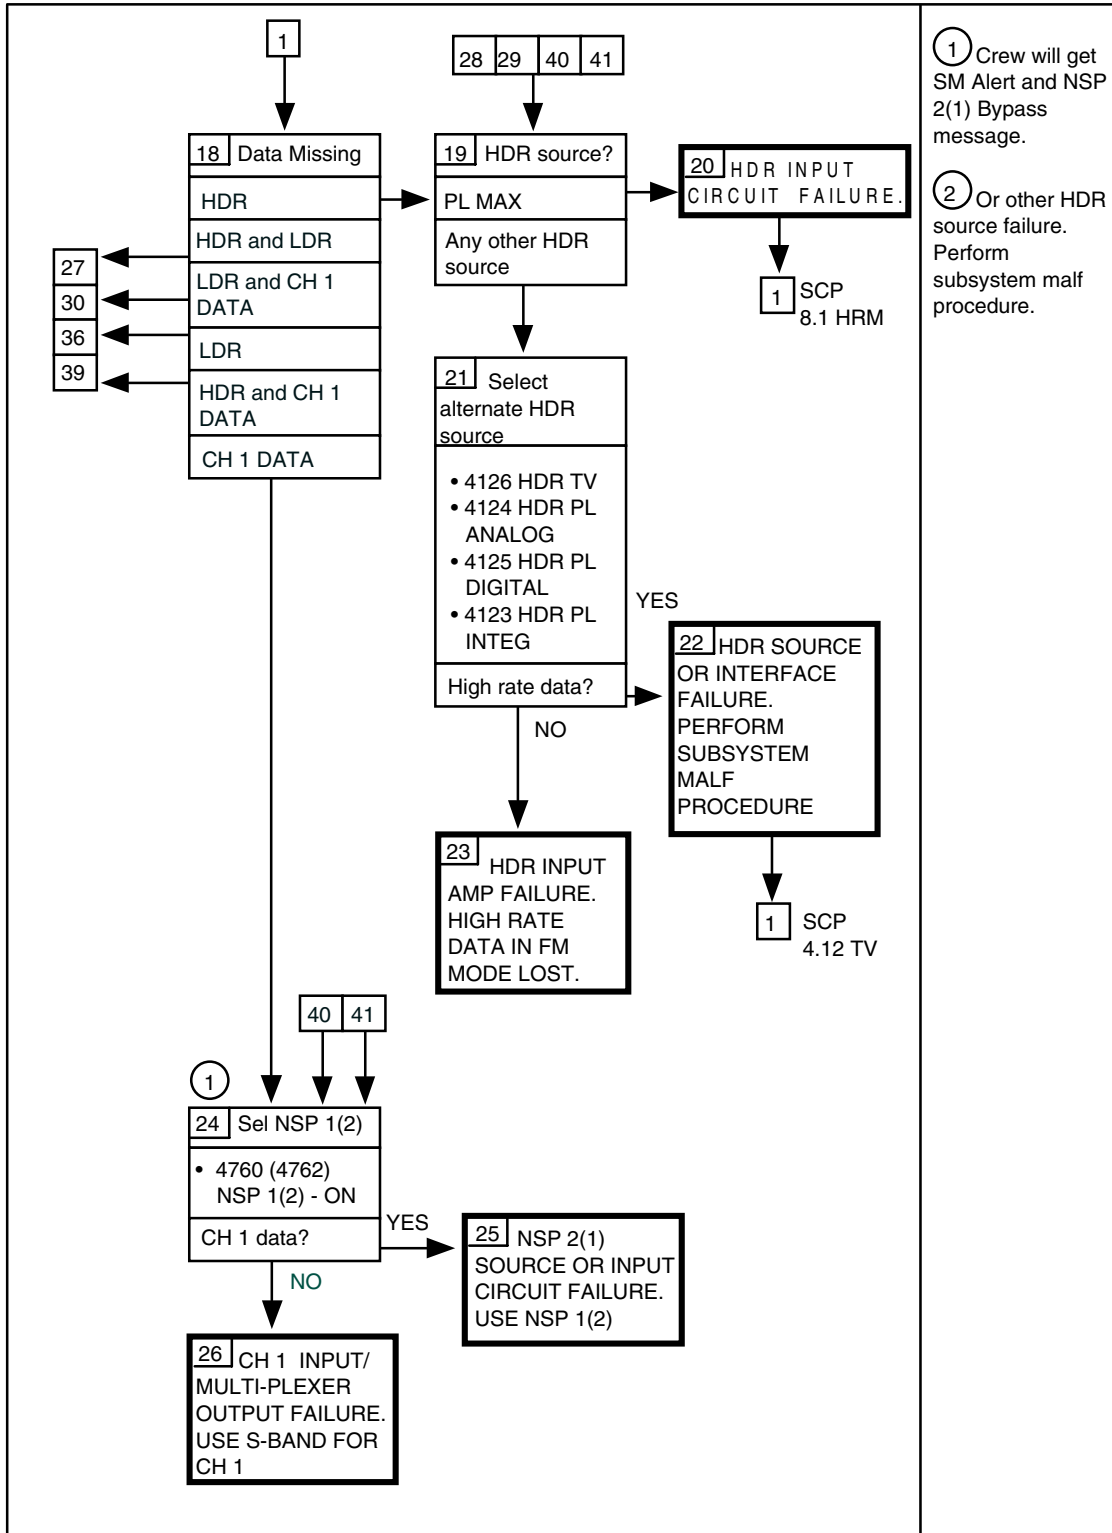 1
28 29 40 41
18 Data Missing
HDR
HDR and LDR
LDR and CH 1
DATA
LDR
HDR and CH 1
DATA
CH 1 DATA
27
30
36
39
19 HDR source?
PL MAX
Any other HDR
source
20 HDR INPUT
CIRCUIT FAILURE.
1 SCP
8.1 HRM
21 Select
alternate HDR
source
• 4126 HDR TV
• 4124 HDR PL
ANALOG
• 4125 HDR PL
DIGITAL
• 4123 HDR PL
INTEG
High rate data?
YES
NO
22 HDR SOURCE
OR INTERFACE
FAILURE.
PERFORM
SUBSYSTEM
MALF
PROCEDURE
1 SCP
4.12 TV
23 HDR INPUT
AMP FAILURE.
HIGH RATE
DATA IN FM
MODE LOST.
40 41
1
24 Sel NSP 1(2)
• 4760 (4762)
NSP 1(2) - ON
CH 1 data?
YES
NO
25 NSP 2(1)
SOURCE OR INPUT
CIRCUIT FAILURE.
USE NSP 1(2)
26 CH 1 INPUT/
MULTI-PLEXER
OUTPUT FAILURE.
USE S-BAND FOR
CH 1
1 Crew will get
SM Alert and NSP
2(1) Bypass
message.
2 Or other HDR
source failure.
Perform
subsystem malf
procedure.